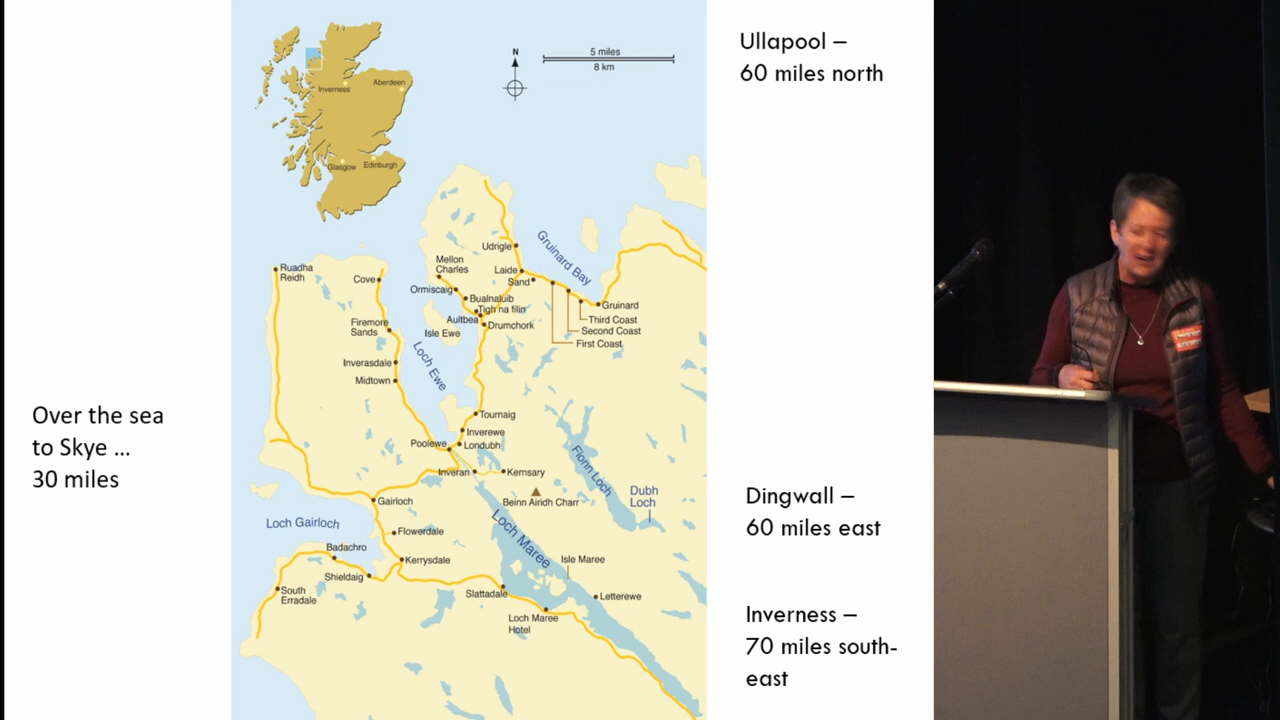 Ullapool –
60 miles north
N
5 miles
8 km
Inverness
Aberdeen
Glasgow
Edinburgh
Udrigle
Gruinard Bay
Mellon
Charles
Laide
Sand
Ruadha
Reidh
Cove
Ormiscaig
Bualnaluib
Tigh na filin
Gruinard
Aultbea
Drumchork
Third Coast
Second Coast
First Coast
Firemore
Sands
Isle Ewe
Loch Ewe
Inverasdale
Midtown
Over the sea
to Skye ...
30 miles
Tournaig
Inverewe
Poolewe
Londubh
Inveran
Kernsary
Fionn Loch
Beinn Airidh Charr
Dubh
Loch
Gairloch
Loch Gairloch
Flowerdale
Loch Maree
Badachro
Kerrysdale
Isle Maree
Shieldaig
South
Erradale
Slattadale
Letterewe
Loch Maree
Hotel
Dingwall –
60 miles east
Inverness –
70 miles south-
east